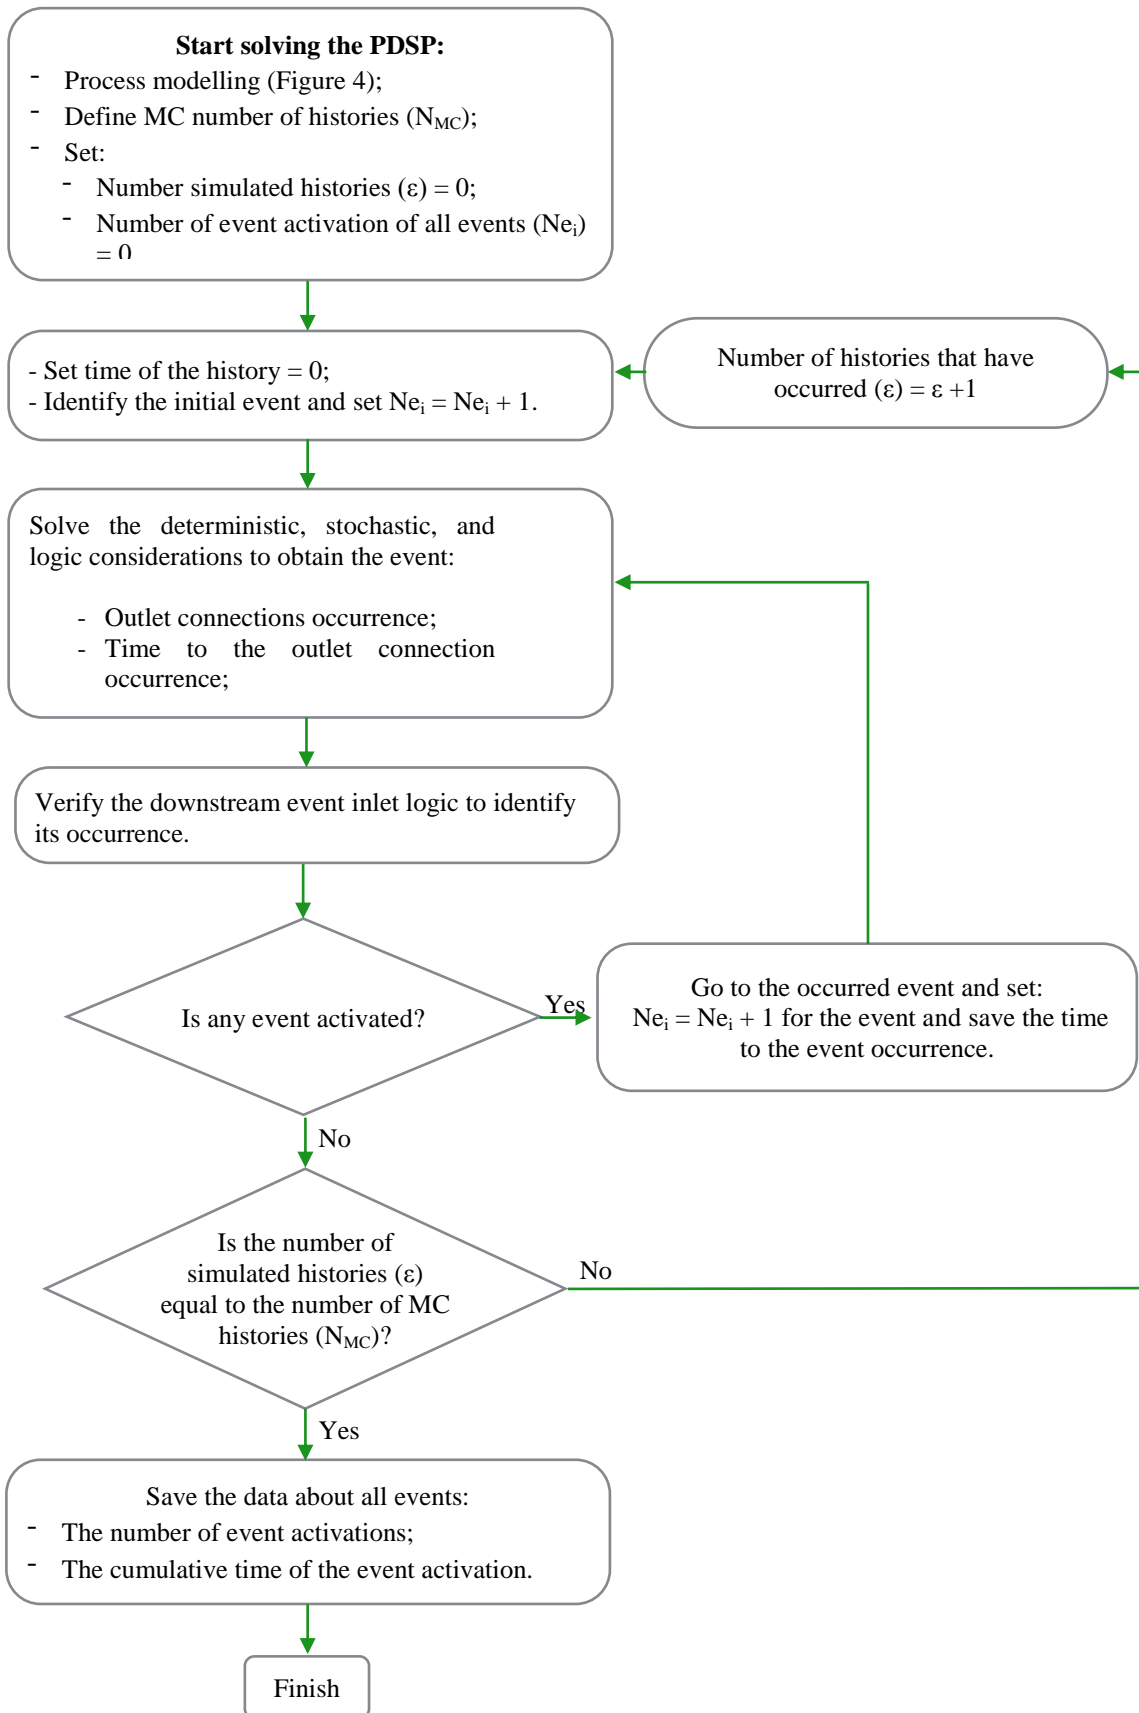 Start solving the PDSP:
- Process modelling (Figure 4);
- Define MC number of histories (N_MC);
- Set:
- Number simulated histories (ε) = 0;
- Number of event activation of all events (Ne_i)
= 0
- Set time of the history = 0;
- Identify the initial event and set Ne_i = Ne_i + 1.
Number of histories that have
occurred (ε) = ε +1
Solve the deterministic, stochastic, and
logic considerations to obtain the event:
- Outlet connections occurrence;
- Time to the outlet connection
occurrence;
Verify the downstream event inlet logic to identify
its occurrence.
Is any event activated?
Yes
Go to the occurred event and set:
Ne_i = Ne_i + 1 for the event and save the time
to the event occurrence.
No
Is the number of
simulated histories (ε)
equal to the number of MC
histories (N_MC)?
No
Yes
Save the data about all events:
- The number of event activations;
- The cumulative time of the event activation.
Finish